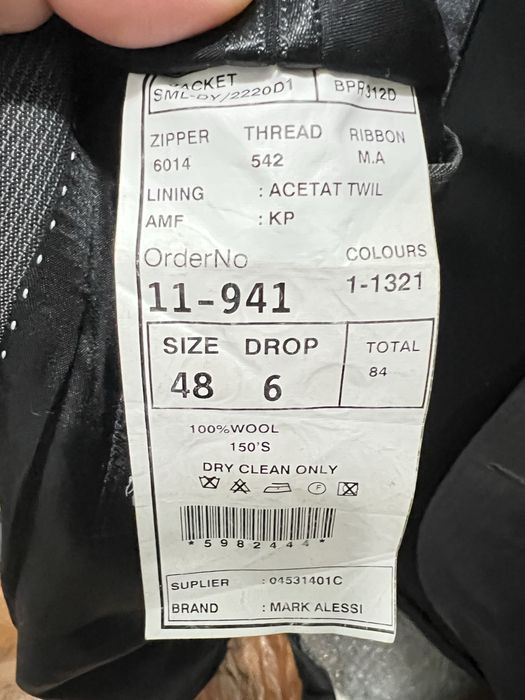 JACKET
SML-DY/2220D1 BPR312D
ZIPPER THREAD RIBBON
6014 542 M.A
LINING : ACETAT TWIL
AMF : KP
OrderNo COLOURS
11-941 1-1321
SIZE DROP TOTAL
48 6 84
100%WOOL
150'S
DRY CLEAN ONLY
F
*5982444*
SUPLIER : 04531401C
BRAND : MARK ALESSI